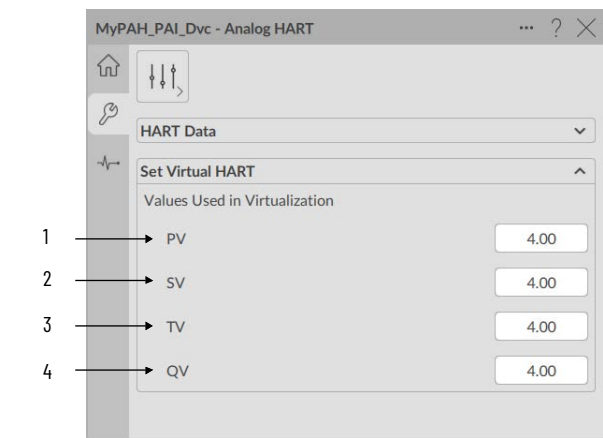 MyPAH_PAI_Dvc - Analog HART ... ?
HART Data
Set Virtual HART
Values Used in Virtualization
1 PV 4.00
2 SV 4.00
3 TV 4.00
4 QV 4.00